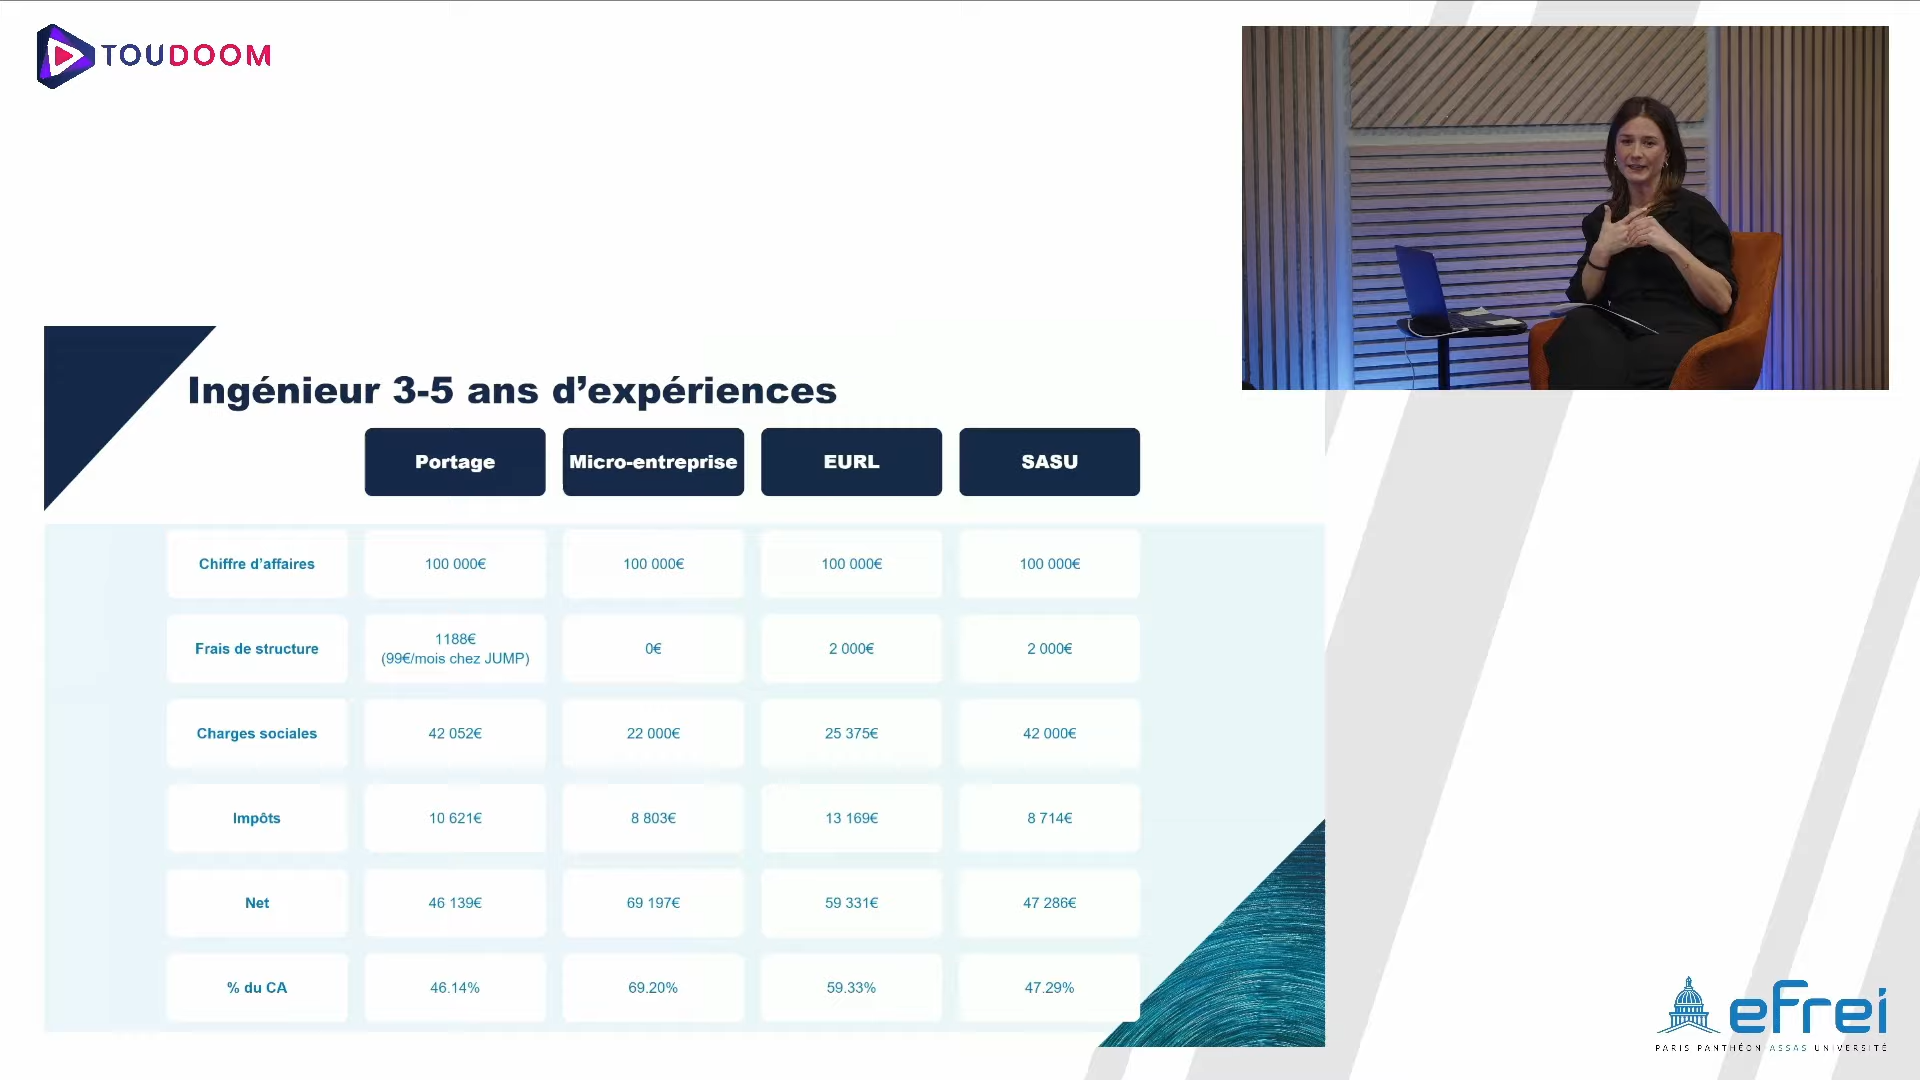 TOUDOOM
Ingénieur 3-5 ans d’expériences
Portage
Micro-entreprise
EURL
SASU
Chiffre d’affaires
100 000€
100 000€
100 000€
100 000€
Frais de structure
1188€
(99€/mois chez JUMP)
0€
2 000€
2 000€
Charges sociales
42 052€
22 000€
25 375€
42 000€
Impôts
10 621€
8 803€
13 169€
8 714€
Net
46 139€
69 197€
59 331€
47 286€
% du CA
46.14%
69.20%
59.33%
47.29%
efrei
PARIS PANTHÉON ASSAS UNIVERSITÉ